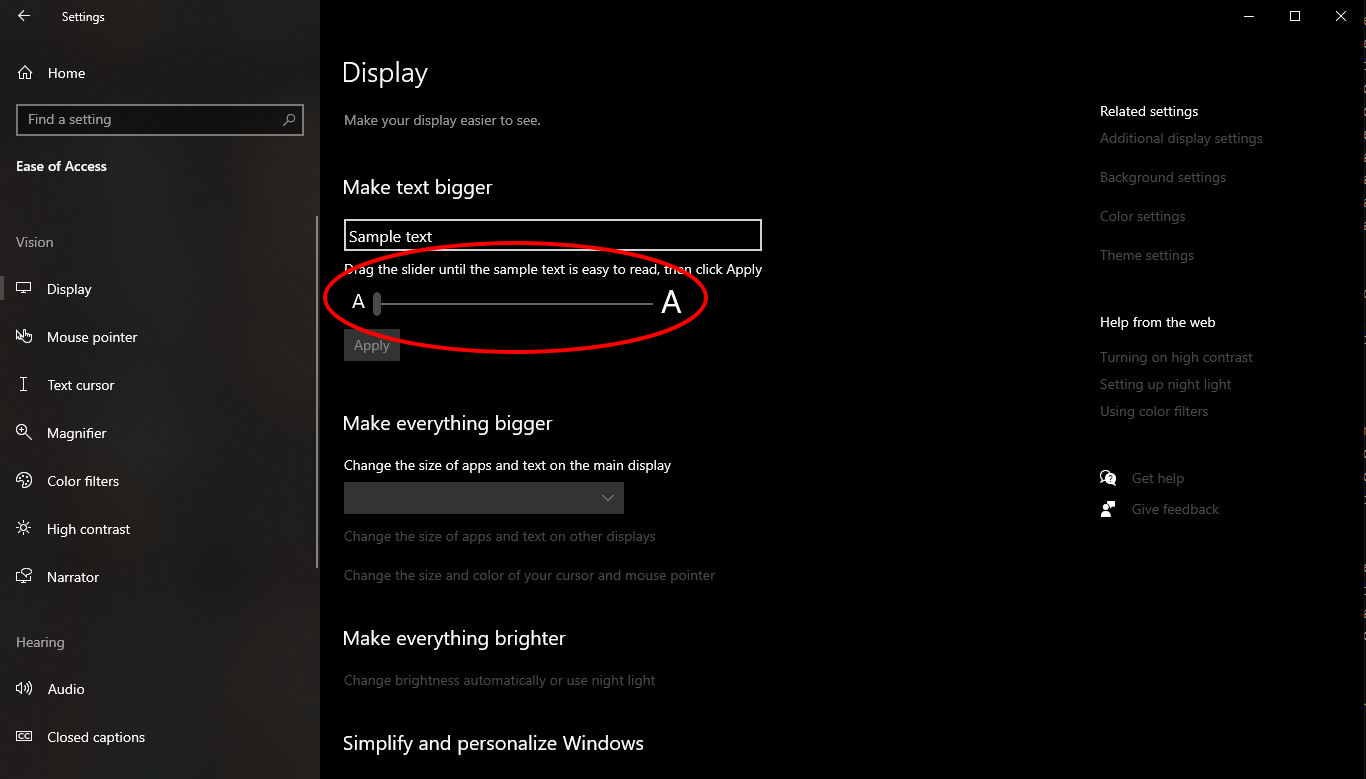 Settings
Home
Find a setting
Ease of Access
Vision
Display
Mouse pointer
Text cursor
Magnifier
Color filters
High contrast
Narrator
Hearing
Audio
Closed captions
Display
Make your display easier to see.
Make text bigger
Sample text
Drag the slider until the sample text is easy to read, then click Apply
A A
Apply
Make everything bigger
Change the size of apps and text on the main display
Change the size of apps and text on other displays
Change the size and color of your cursor and mouse pointer
Make everything brighter
Change brightness automatically or use night light
Simplify and personalize Windows
Related settings
Additional display settings
Background settings
Color settings
Theme settings
Help from the web
Turning on high contrast
Setting up night light
Using color filters
Get help
Give feedback